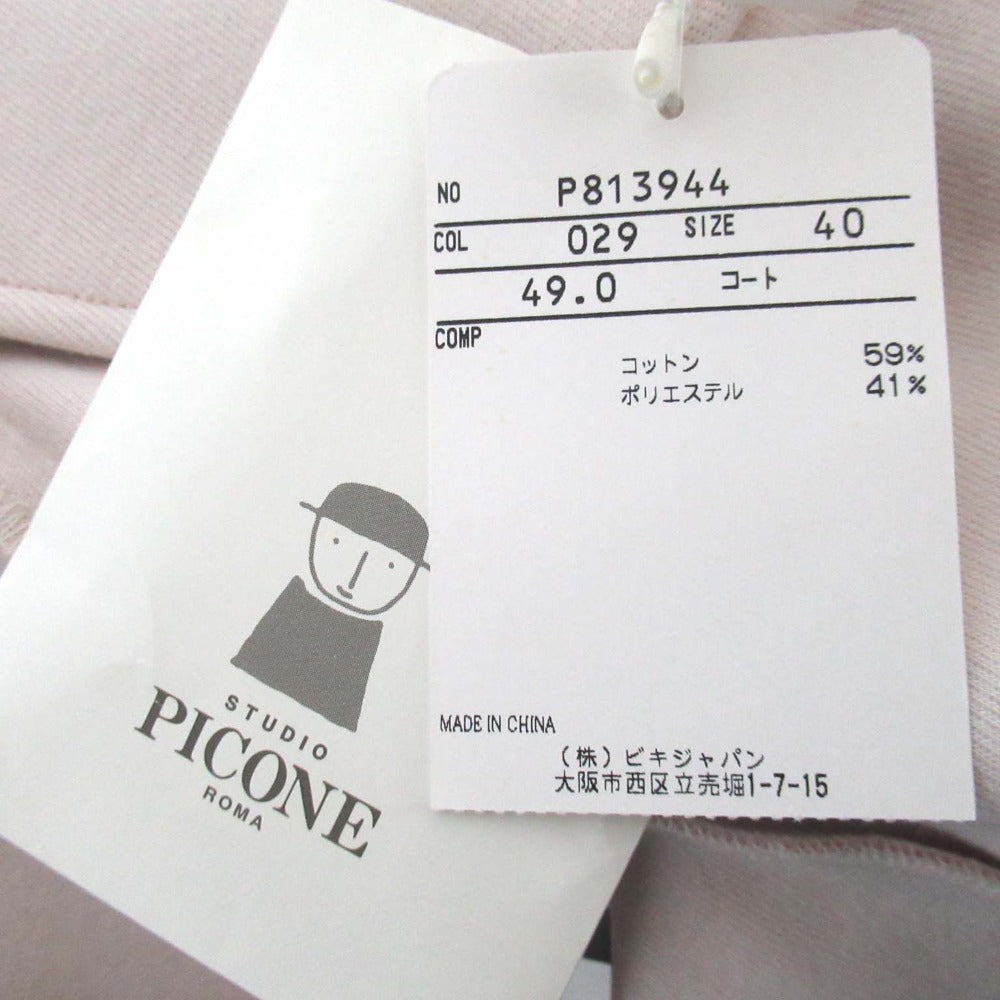 STUDIO
PICONE
ROMA
NO P813944
COL 029 SIZE 40
49.0 コート
COMP
コットン 59%
ポリエステル 41%
MADE IN CHINA
(株)ビキジャパン
大阪市西区立売堀1-7-15